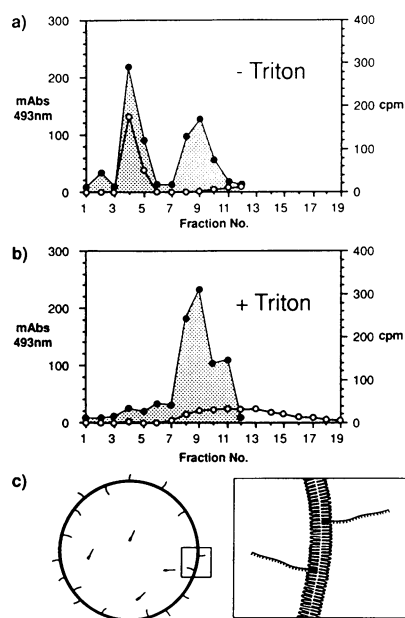 a)
300
200
100
0
mAbs
493nm
- Triton
400
300
200
100
0
cpm
1 3 5 7 9 11 13 15 17 19
Fraction No.
b)
300
200
100
0
mAbs
493nm
+ Triton
400
300
200
100
0
cpm
1 3 5 7 9 11 13 15 17 19
Fraction No.
c)